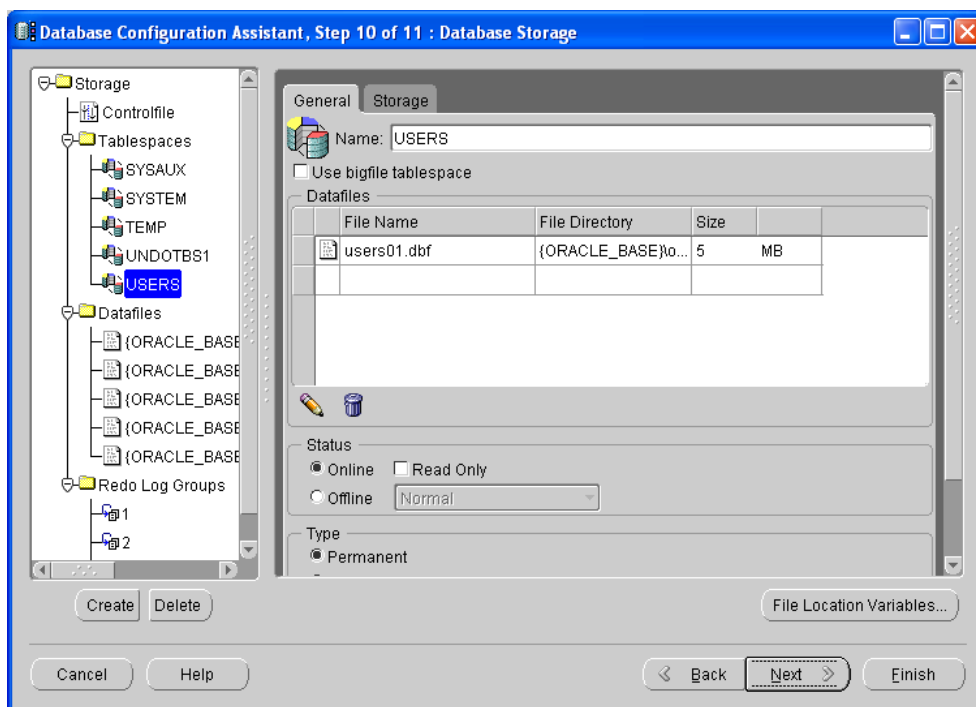 Database Configuration Assistant, Step 10 of 11 : Database Storage
Storage
Controlfile
Tablespaces
SYSAUX
SYSTEM
TEMP
UNDOTBS1
USERS
Datafiles
{ORACLE_BASE
{ORACLE_BASE
{ORACLE_BASE
{ORACLE_BASE
{ORACLE_BASE
Redo Log Groups
1
2
Create Delete
General Storage
Name: USERS
Use bigfile tablespace
Datafiles
File Name File Directory Size
users01.dbf {ORACLE_BASE}\o... 5 MB
Status
Online Read Only
Offline Normal
Type
Permanent
File Location Variables...
Cancel Help Back Next Finish